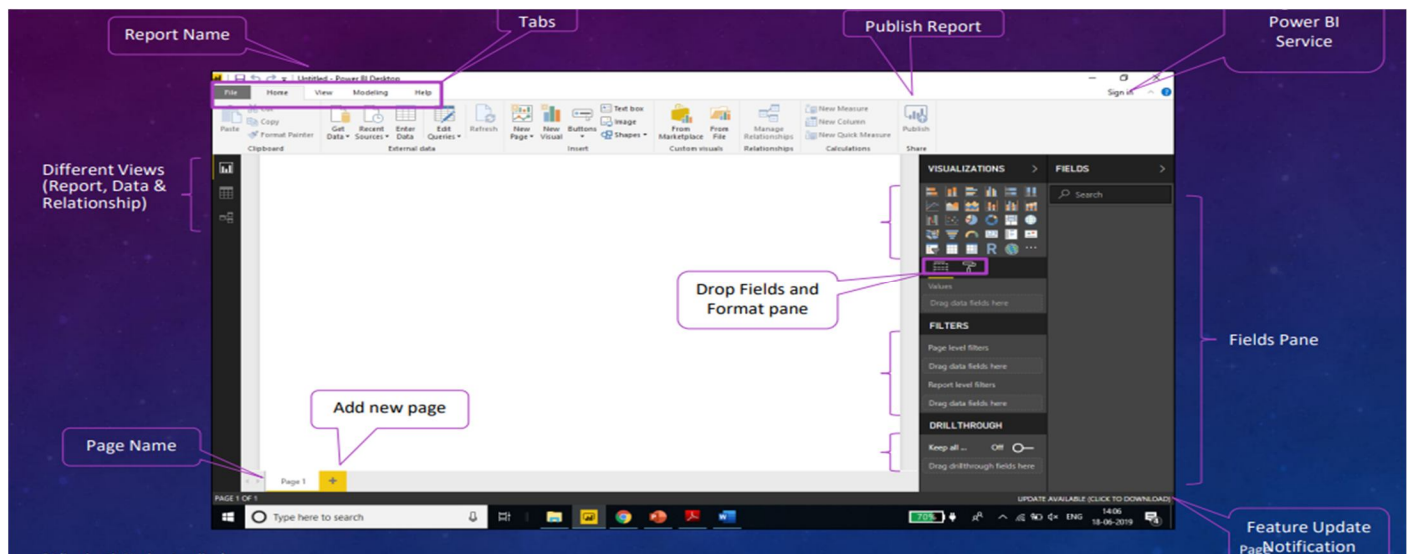 Report Name
Tabs
Publish Report
Power BI
Service
Untitled - Power BI Desktop
File Home View Modeling Help
Sign in
Paste
Cut
Copy
Format Painter
Clipboard
Get Data
Recent Sources
Enter Data
Edit Queries
External data
Refresh
New Page
New Visual
Buttons
Text box
Image
Shapes
Insert
From Marketplace
From File
Custom visuals
Manage Relationships
Relationships
New Measure
New Column
New Quick Measure
Calculations
Publish
Share
Different Views
(Report, Data &
Relationship)
VISUALIZATIONS
FIELDS
Search
R
Drop Fields and
Format pane
Values
Drag data fields here
FILTERS
Page level filters
Drag data fields here
Report level filters
Drag data fields here
DRILLTHROUGH
Keep all ... Off
Drag drillthrough fields here
Fields Pane
Add new page
Page Name
Page 1 +
PAGE 1 OF 1
UPDATE AVAILABLE (CLICK TO DOWNLOAD)
Type here to search
70%
ENG
14:06
18-06-2019
Feature Update
Notification
Page